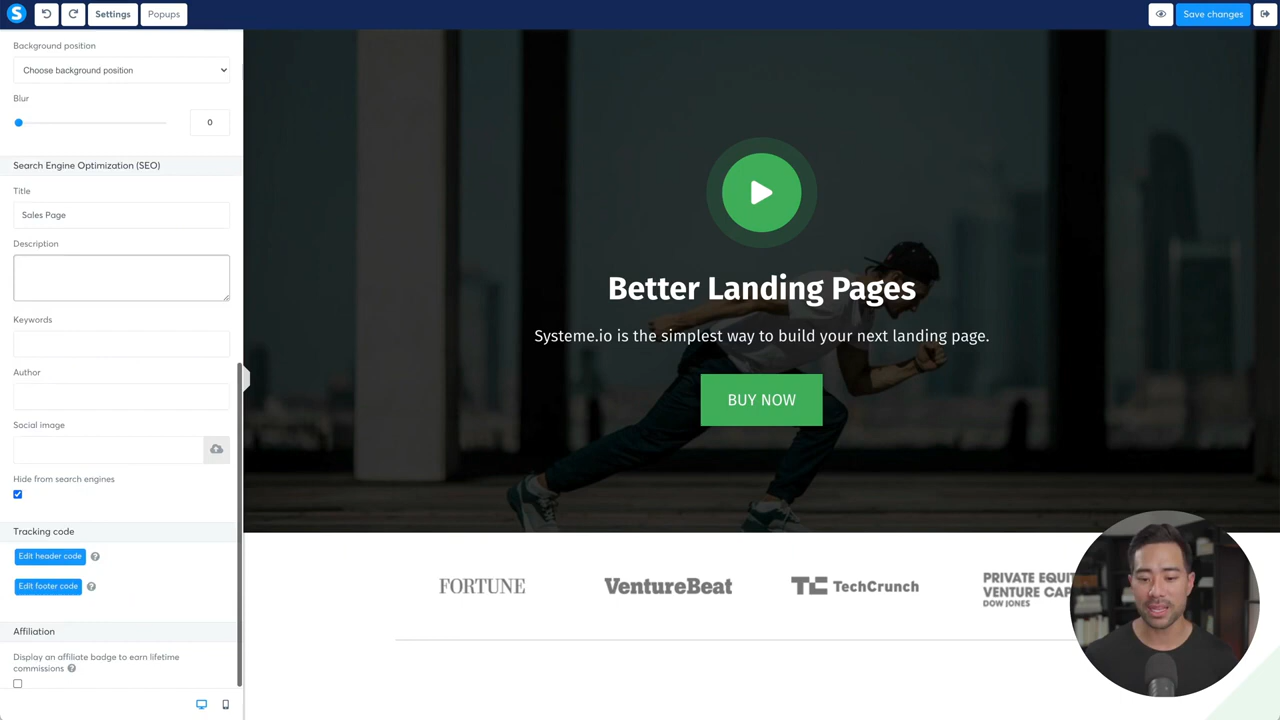 S
Settings
Popups
Save changes
Background position
Choose background position
Blur
0
Search Engine Optimization (SEO)
Title
Sales Page
Description
Keywords
Author
Social image
Hide from search engines
Tracking code
Edit header code ?
Edit footer code ?
Affiliation
Display an affiliate badge to earn lifetime
commissions ?
Better Landing Pages
Systeme.io is the simplest way to build your next landing page.
BUY NOW
FORTUNE
VentureBeat
TC TechCrunch
PRIVATE
VENTURE
DOW JONES